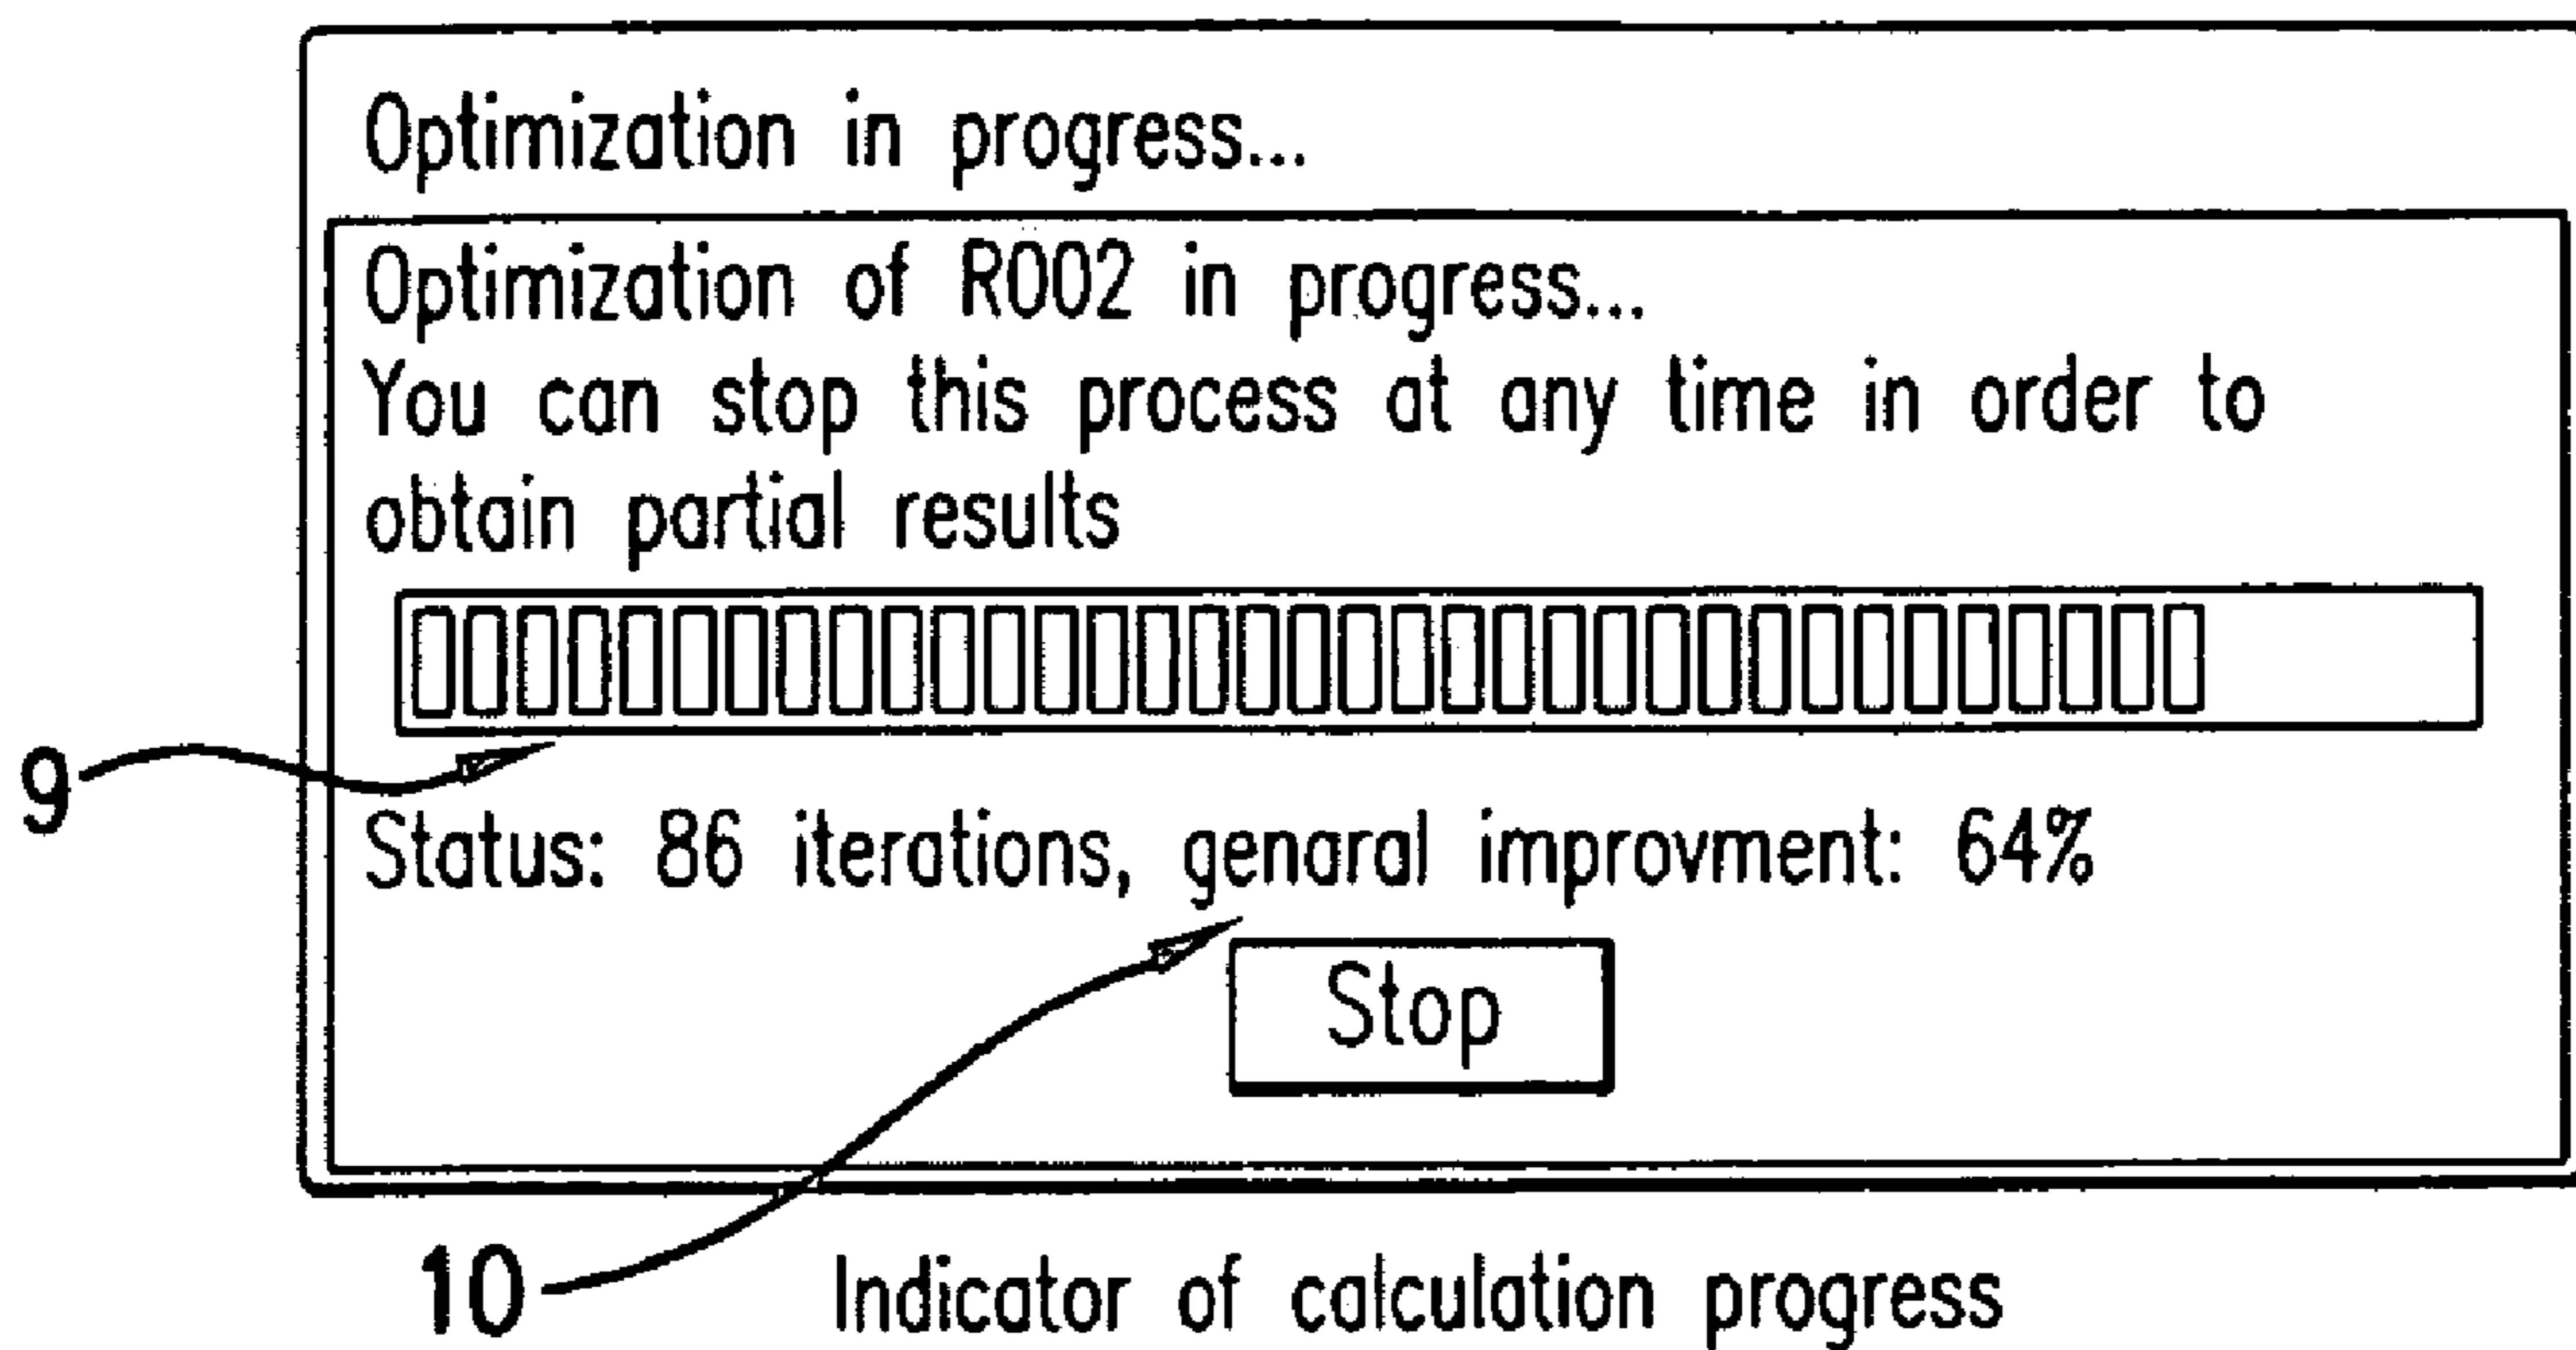 Optimization in progress...
Optimization of R002 in progress...
You can stop this process at any time in order to
obtain partial results
9
Status: 86 iterations, genaral improvment: 64%
Stop
10
Indicator of calculation progress